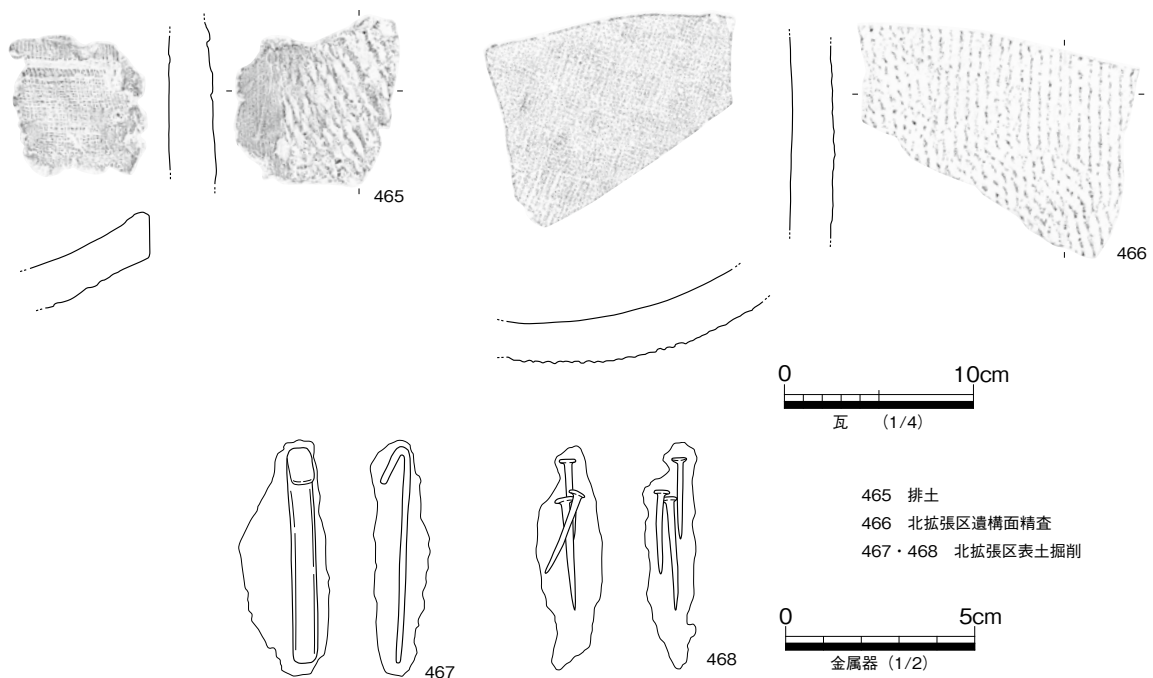 465
466
0 10cm
瓦 （1/4）
467
468
465 排土
466 北拡張区遺構面精査
467・468 北拡張区表土掘削
0 5cm
金属器（1/2）